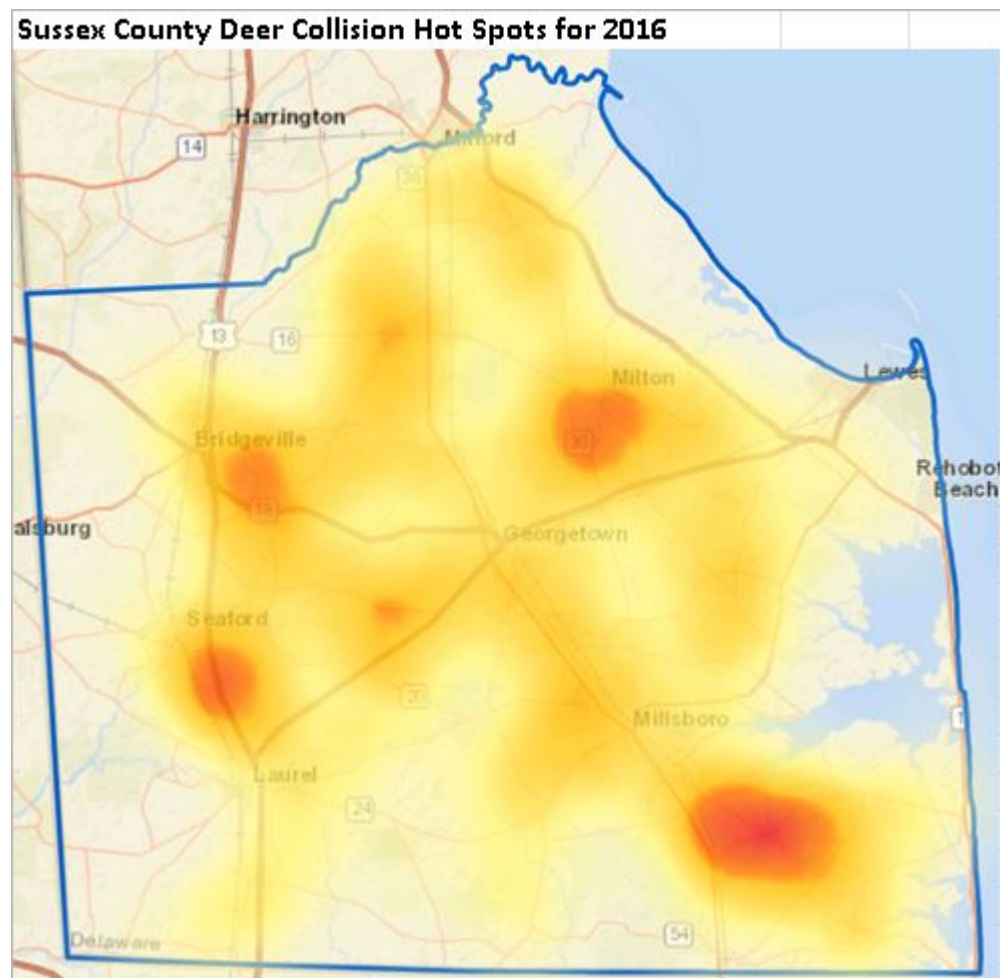 Sussex County Deer Collision Hot Spots for 2016
Harrington
14
Milford
36
13
16
Milton
Lewes
Bridgeville
30
Rehobot
Beach
18
alsburg
Georgetown
Seaford
20
Millsboro
1
Laurel
24
54
Delaware